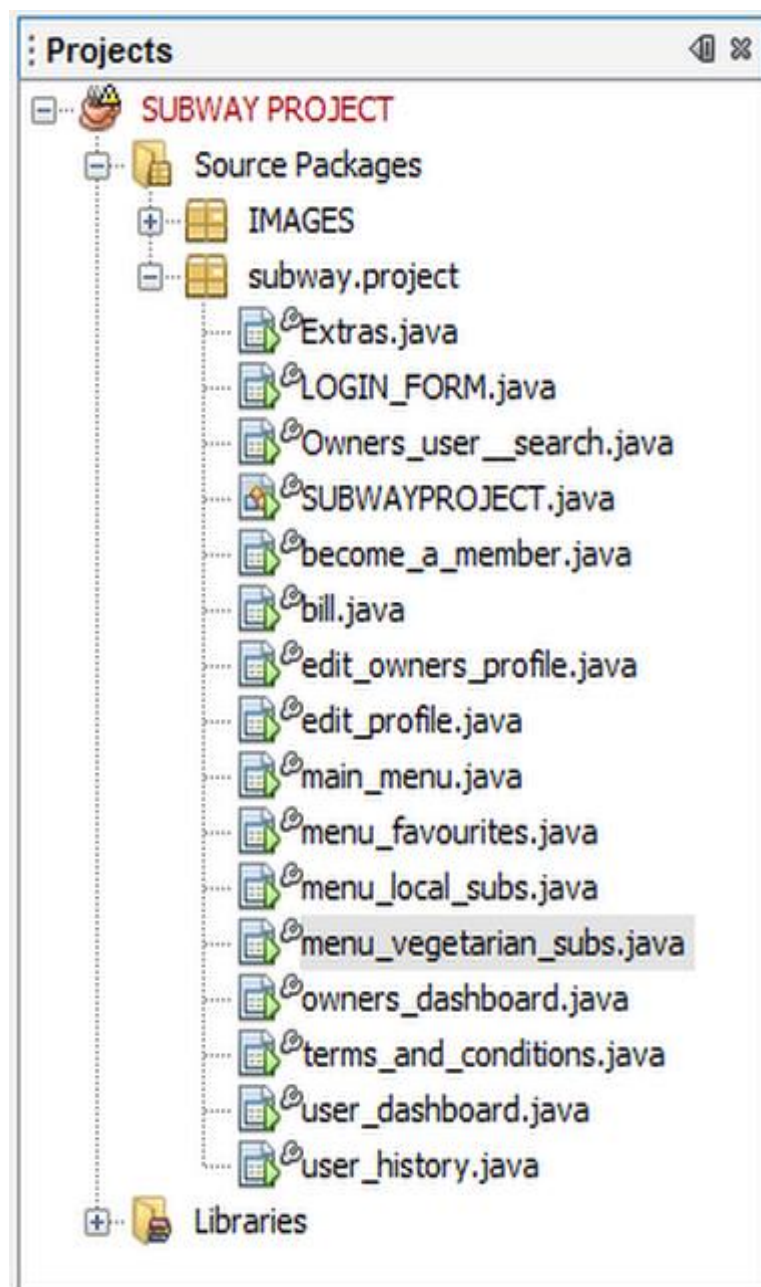 Projects
SUBWAY PROJECT
Source Packages
IMAGES
subway.project
Extras.java
LOGIN_FORM.java
Owners_user__search.java
SUBWAYPROJECT.java
become_a_member.java
bill.java
edit_owners_profile.java
edit_profile.java
main_menu.java
menu_favourites.java
menu_local_subs.java
menu_vegetarian_subs.java
owners_dashboard.java
terms_and_conditions.java
user_dashboard.java
user_history.java
Libraries